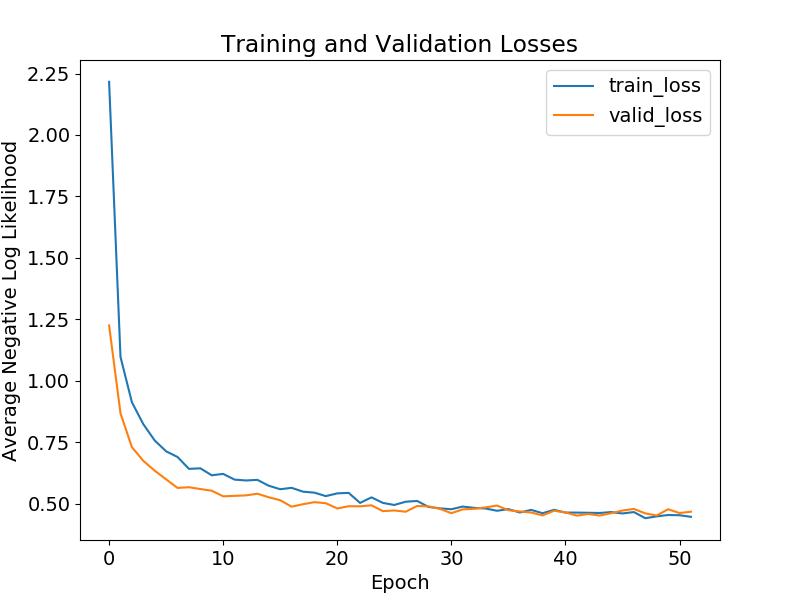 Training and Validation Losses
train_loss
valid_loss
Average Negative Log Likelihood
2.25
2.00
1.75
1.50
1.25
1.00
0.75
0.50
0 10 20 30 40 50
Epoch